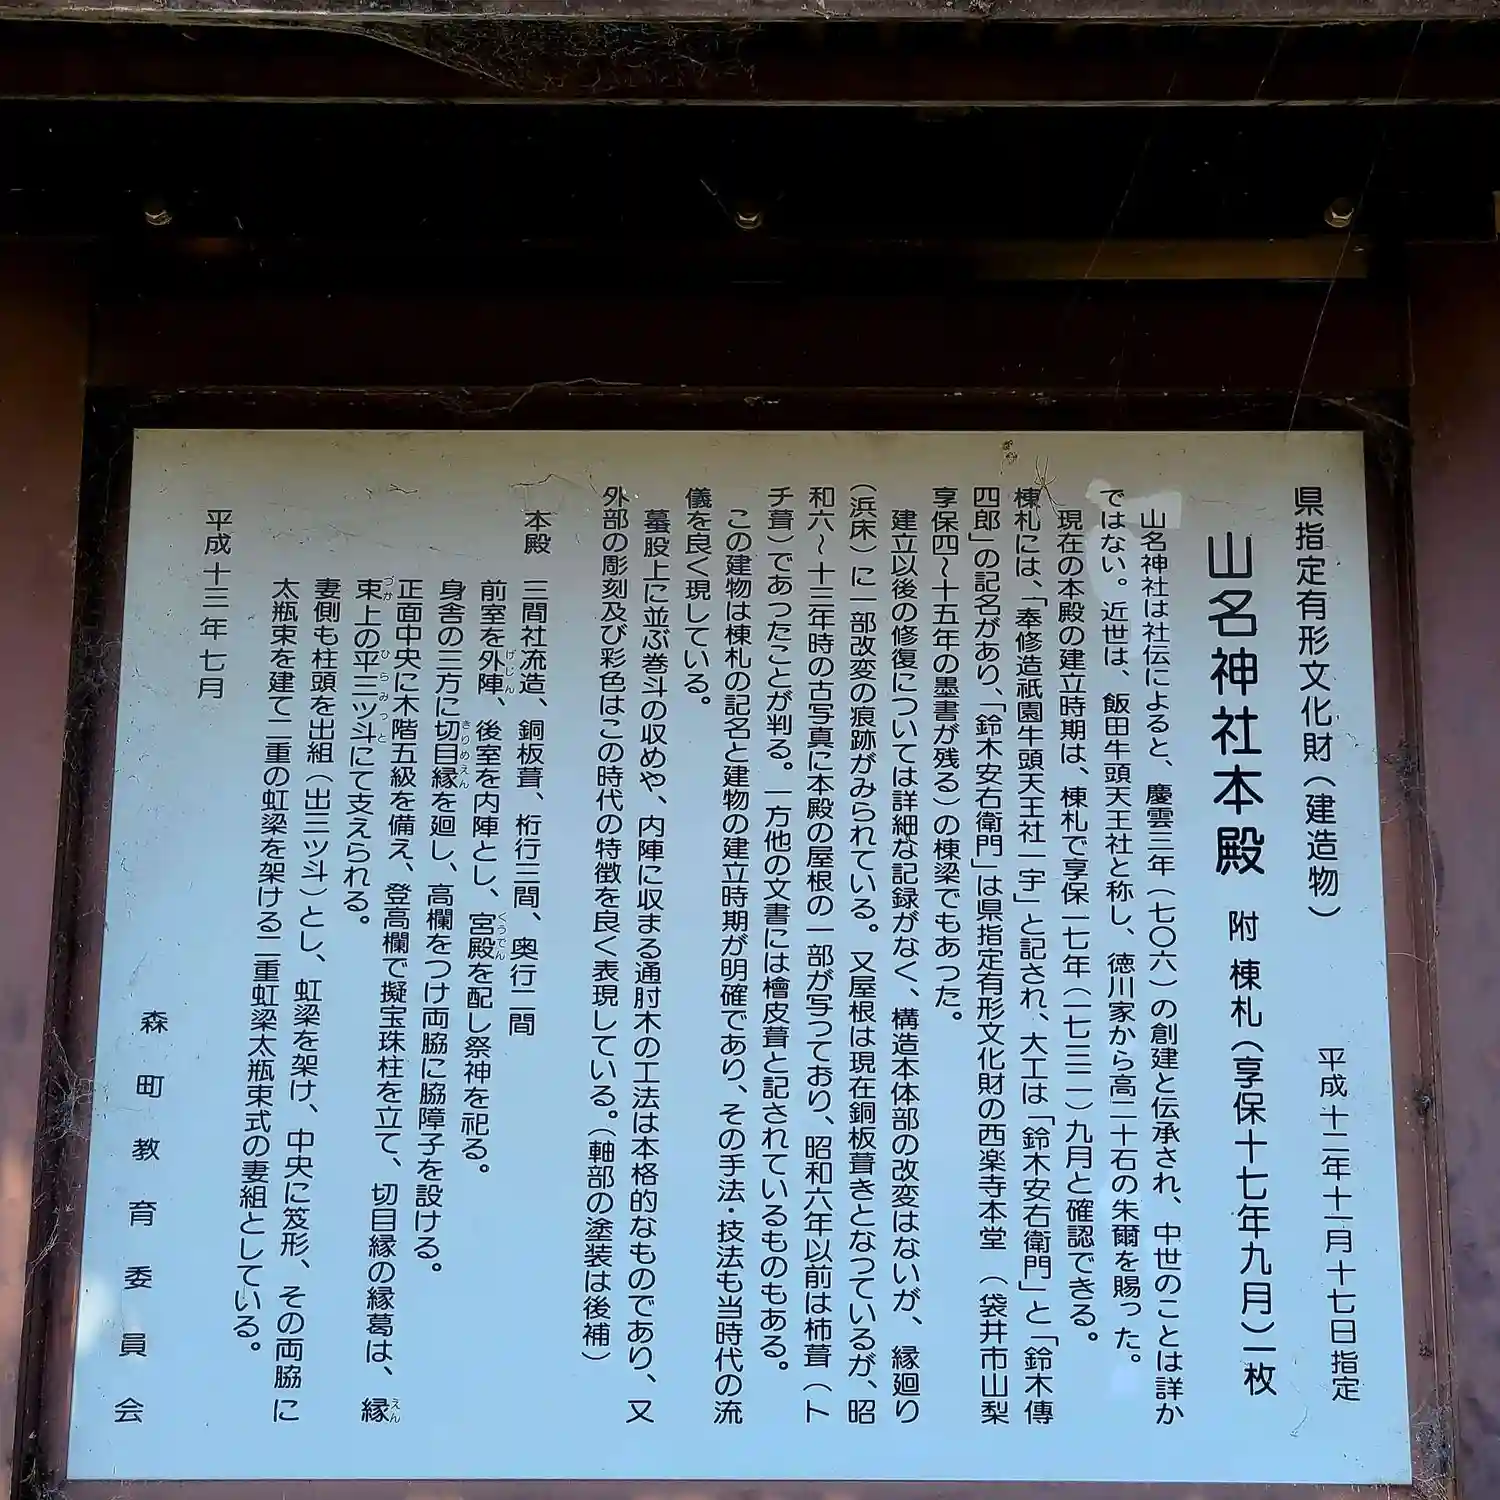 県指定有形文化財（建造物）　平成十二年十一月十七日指定
山名神社本殿　附 棟札（享保十七年九月）一枚
山名神社は社伝によると、慶雲三年（七〇六）の創建と伝承され、中世のことは詳か
ではない。近世は、飯田牛頭天王社と称し、徳川家から高二十石の朱爾を賜った。
現在の本殿の建立時期は、棟札で享保一七年（一七三二）九月と確認できる。
棟札には、「奉修造祇園牛頭天王社一宇」と記され、大工は「鈴木安右衛門」と「鈴木傳
四郎」の記名があり、「鈴木安右衛門」は県指定有形文化財の西楽寺本堂　（袋井市山梨
享保四〜十五年の墨書が残る）の棟梁でもあった。
建立以後の修復については詳細な記録がなく、構造本体部の改変はないが、縁廻り
（浜床）に一部改変の痕跡がみられている。又屋根は現在銅板葺きとなっているが、昭
和六〜十三年時の古写真に本殿の屋根の一部が写っており、昭和六年以前は柿葺（ト
チ葺）であったことが判る。一方他の文書には檜皮葺と記されているものもある。
この建物は棟札の記名と建物の建立時期が明確であり、その手法・技法も当時代の流
儀を良く現している。
蟇股上に並ぶ巻斗の収めや、内陣に収まる通肘木の工法は本格的なものであり、又
外部の彫刻及び彩色はこの時代の特徴を良く表現している。（軸部の塗装は後補）
本殿　三間社流造、銅板葺、桁行三間、奥行二間
前室を外陣、後室を内陣とし、宮殿を配し祭神を祀る。
身舎の三方に切目縁を廻し、高欄をつけ両脇に脇障子を設ける。
正面中央に木階五級を備え、登高欄で擬宝珠柱を立て、切目縁の縁葛は、縁
束上の平三ツ斗にて支えられる。
妻側も柱頭を出組（出三ツ斗）とし、虹梁を架け、中央に笈形、その両脇に
太瓶束を建て二重の虹梁を架ける二重虹梁太瓶束式の妻組としている。
平成十三年七月
森町教育委員会